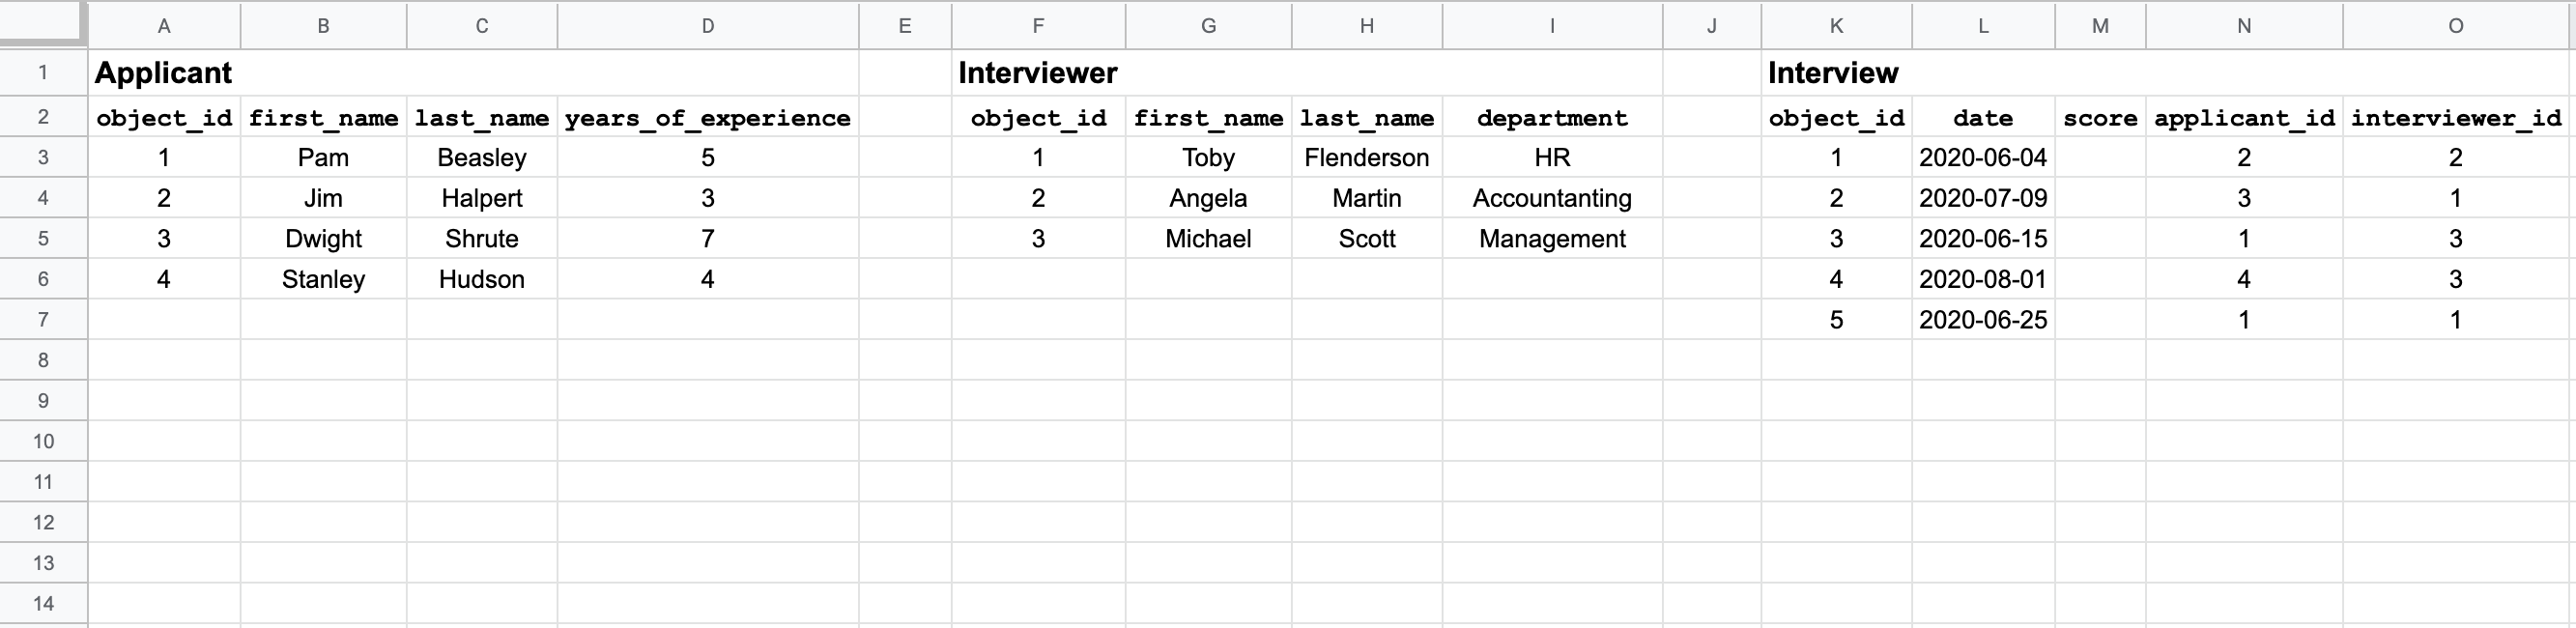 A B C D E F G H I J K L M N O
1 Applicant Interviewer Interview
2 object_id first_name last_name years_of_experience object_id first_name last_name department object_id date score applicant_id interviewer_id
3 1 Pam Beasley 5 1 Toby Flenderson HR 1 2020-06-04 2 2
4 2 Jim Halpert 3 2 Angela Martin Accountanting 2 2020-07-09 3 1
5 3 Dwight Shrute 7 3 Michael Scott Management 3 2020-06-15 1 3
6 4 Stanley Hudson 4 4 2020-08-01 4 3
7 5 2020-06-25 1 1
8
9
10
11
12
13
14